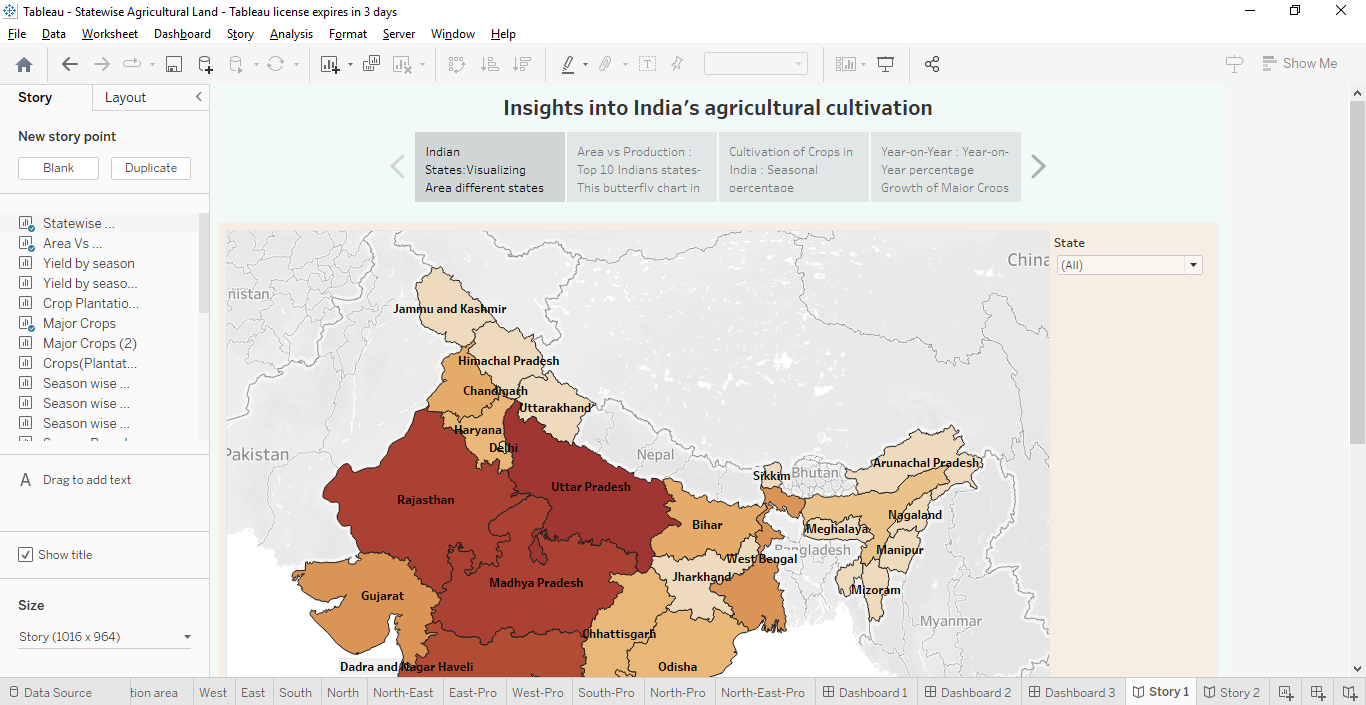 Tableau - Statewise Agricultural Land - Tableau license expires in 3 days
File Data Worksheet Dashboard Story Analysis Format Server Window Help
Show Me
Story Layout
New story point
Blank Duplicate
Statewise ...
Area Vs ...
Yield by season
Yield by seaso...
Crop Plantatio...
Major Crops
Major Crops (2)
Crops(Plantat...
Season wise ...
Season wise ...
Season wise ...
A Drag to add text
Show title
Size
Story (1016 x 964)
Insights into India's agricultural cultivation
Indian
States:Visualizing
Area different states
Area vs Production :
Top 10 Indians states-
This butterfly chart in
Cultivation of Crops in
India : Seasonal
percentage
Year-on-Year : Year-on-
Year percentage
Growth of Major Crops
State
(All)
China
nistan
Jammu and Kashmir
Himachal Pradesh
Chandigarh
Uttarakhand
Haryana
Delhi
Pakistan
Nepal
Sikkim
Bhutan
Arunachal Pradesh
Rajasthan
Uttar Pradesh
Bihar
Nagaland
Meghalaya
Manipur
Bangladesh
West Bengal
Jharkhand
Madhya Pradesh
Mizoram
Gujarat
Myanmar
Chhattisgarh
Dadra and Nagar Haveli
Odisha
Data Source tion area West East South North North-East East-Pro West-Pro South-Pro North-Pro North-East-Pro Dashboard 1 Dashboard 2 Dashboard 3 Story 1 Story 2